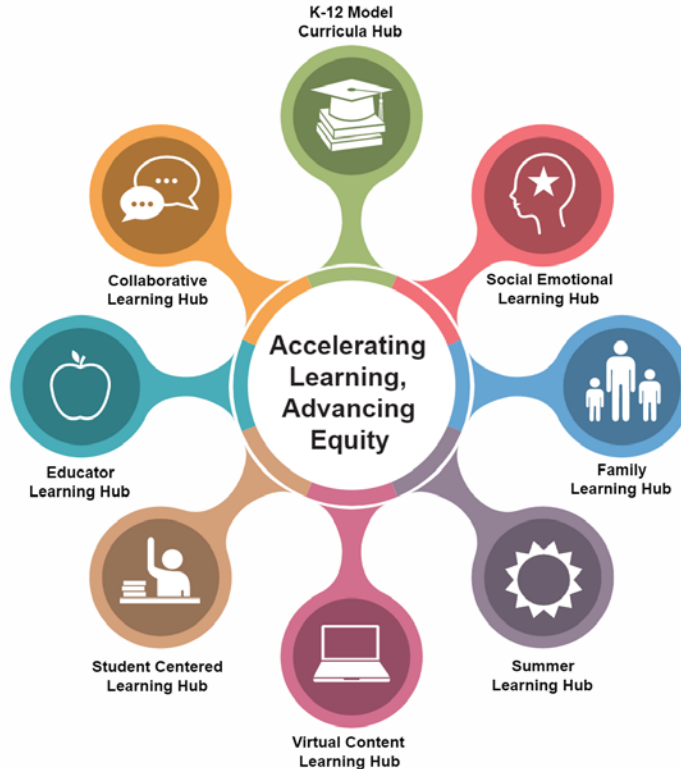 K-12 Model
Curricula Hub
Social Emotional
Learning Hub
Family
Learning Hub
Summer
Learning Hub
Virtual Content
Learning Hub
Student Centered
Learning Hub
Educator
Learning Hub
Collaborative
Learning Hub
Accelerating
Learning,
Advancing
Equity